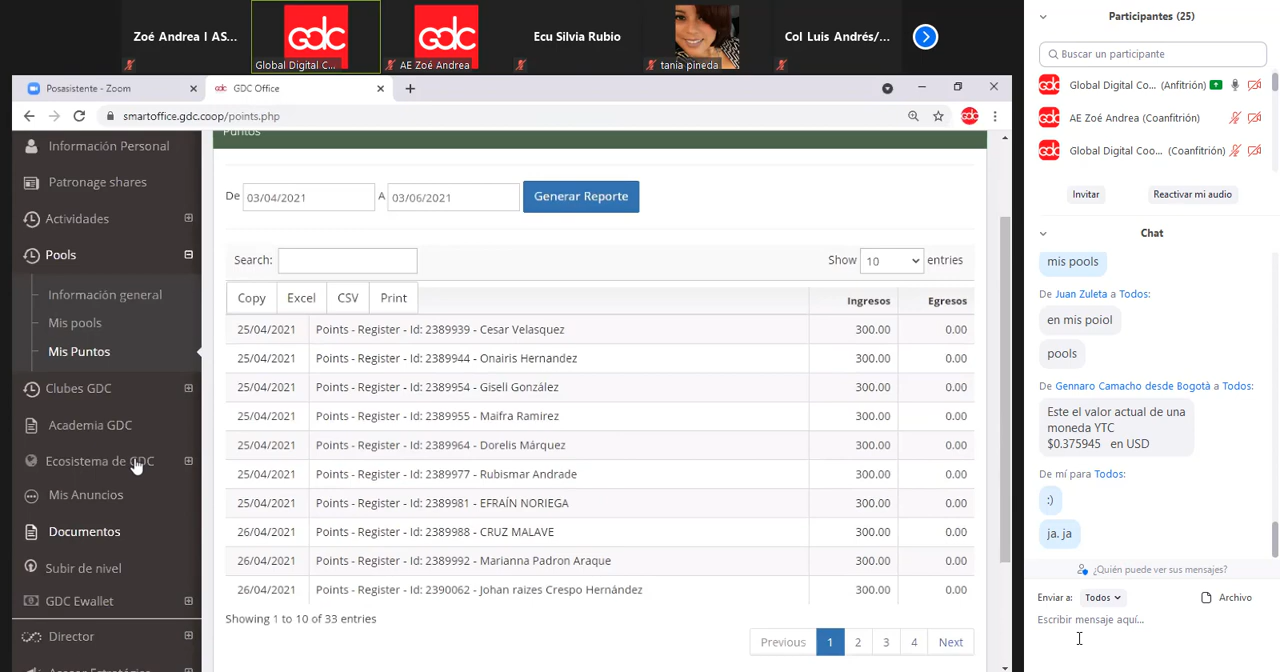 Zoé Andrea I AS...
gdc
Global Digital C...
gdc
AE Zoé Andrea
Ecu Silvia Rubio
tania pineda
Col Luis Andrés/...
Posasistente - Zoom
gdc GDC Office
smartoffice.gdc.coop/points.php
gdc
Información Personal
Patronage shares
Actividades
Pools
Información general
Mis pools
Mis Puntos
Clubes GDC
Academia GDC
Ecosistema de GDC
Mis Anuncios
Documentos
Subir de nivel
GDC Ewallet
Director
Asesor Estratégico
Puntos
De 03/04/2021 A 03/06/2021 Generar Reporte
Search: Show 10 entries
Copy Excel CSV Print Ingresos Egresos
25/04/2021 Points - Register - Id: 2389939 - Cesar Velasquez 300.00 0.00
25/04/2021 Points - Register - Id: 2389944 - Onairis Hernandez 300.00 0.00
25/04/2021 Points - Register - Id: 2389954 - Giseli González 300.00 0.00
25/04/2021 Points - Register - Id: 2389955 - Maifra Ramirez 300.00 0.00
25/04/2021 Points - Register - Id: 2389964 - Dorelis Márquez 300.00 0.00
25/04/2021 Points - Register - Id: 2389977 - Rubismar Andrade 300.00 0.00
25/04/2021 Points - Register - Id: 2389981 - EFRAÍN NORIEGA 300.00 0.00
26/04/2021 Points - Register - Id: 2389988 - CRUZ MALAVE 300.00 0.00
26/04/2021 Points - Register - Id: 2389992 - Marianna Padron Araque 300.00 0.00
26/04/2021 Points - Register - Id: 2390062 - Johan raizes Crespo Hernández 300.00 0.00
Showing 1 to 10 of 33 entries
Previous 1 2 3 4 Next
Participantes (25)
Buscar un participante
gdc Global Digital Co... (Anfitrión)
gdc AE Zoé Andrea (Coanfitrión)
gdc Global Digital Coo... (Coanfitrión)
Invitar Reactivar mi audio
Chat
mis pools
De Juan Zuleta a Todos:
en mis poiol
pools
De Gennaro Camacho desde Bogotà a Todos:
Este el valor actual de una
moneda YTC
$0.375945 en USD
De mí para Todos:
:)
ja. ja
¿Quién puede ver sus mensajes?
Enviar a: Todos Archivo
Escribir mensaje aquí...